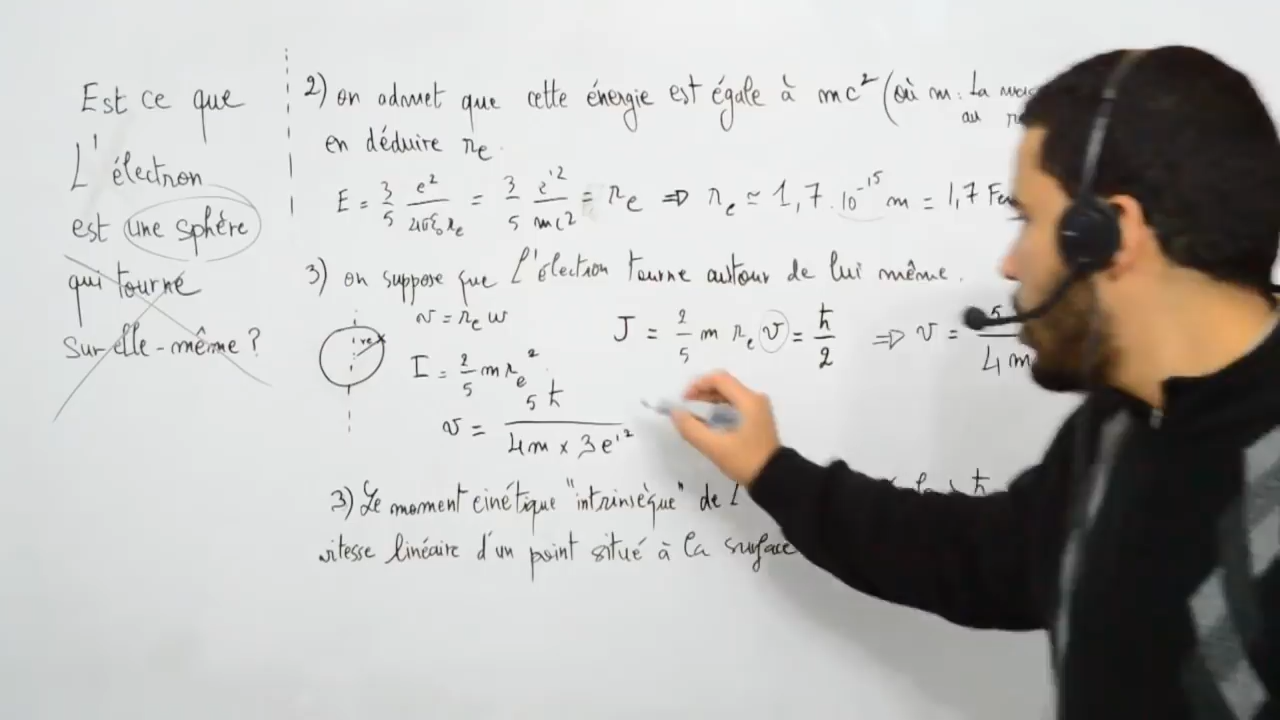 Est ce que
L'électron
est une sphère
qui tourne
sur elle-même ?
2) on admet que cette énergie est égale à mc² (où m : La
au
en déduire re.
E = 3/5 e²/4πε₀re = 3/5 e'²/mc² = re ⇒ re ≃ 1,7 . 10⁻¹⁵ m = 1,7
3) on suppose que L'électron tourne autour de lui même.
v = re ω
re
J = 2/5 m re v = ħ/2 ⇒ v = 5 /4m
I = 2/5 m re²
v = 5ħ / 4m × 3e'²
3) Le moment cinétique "intrinsèque" de L ħ
vitesse linéaire d'un point situé à la surface